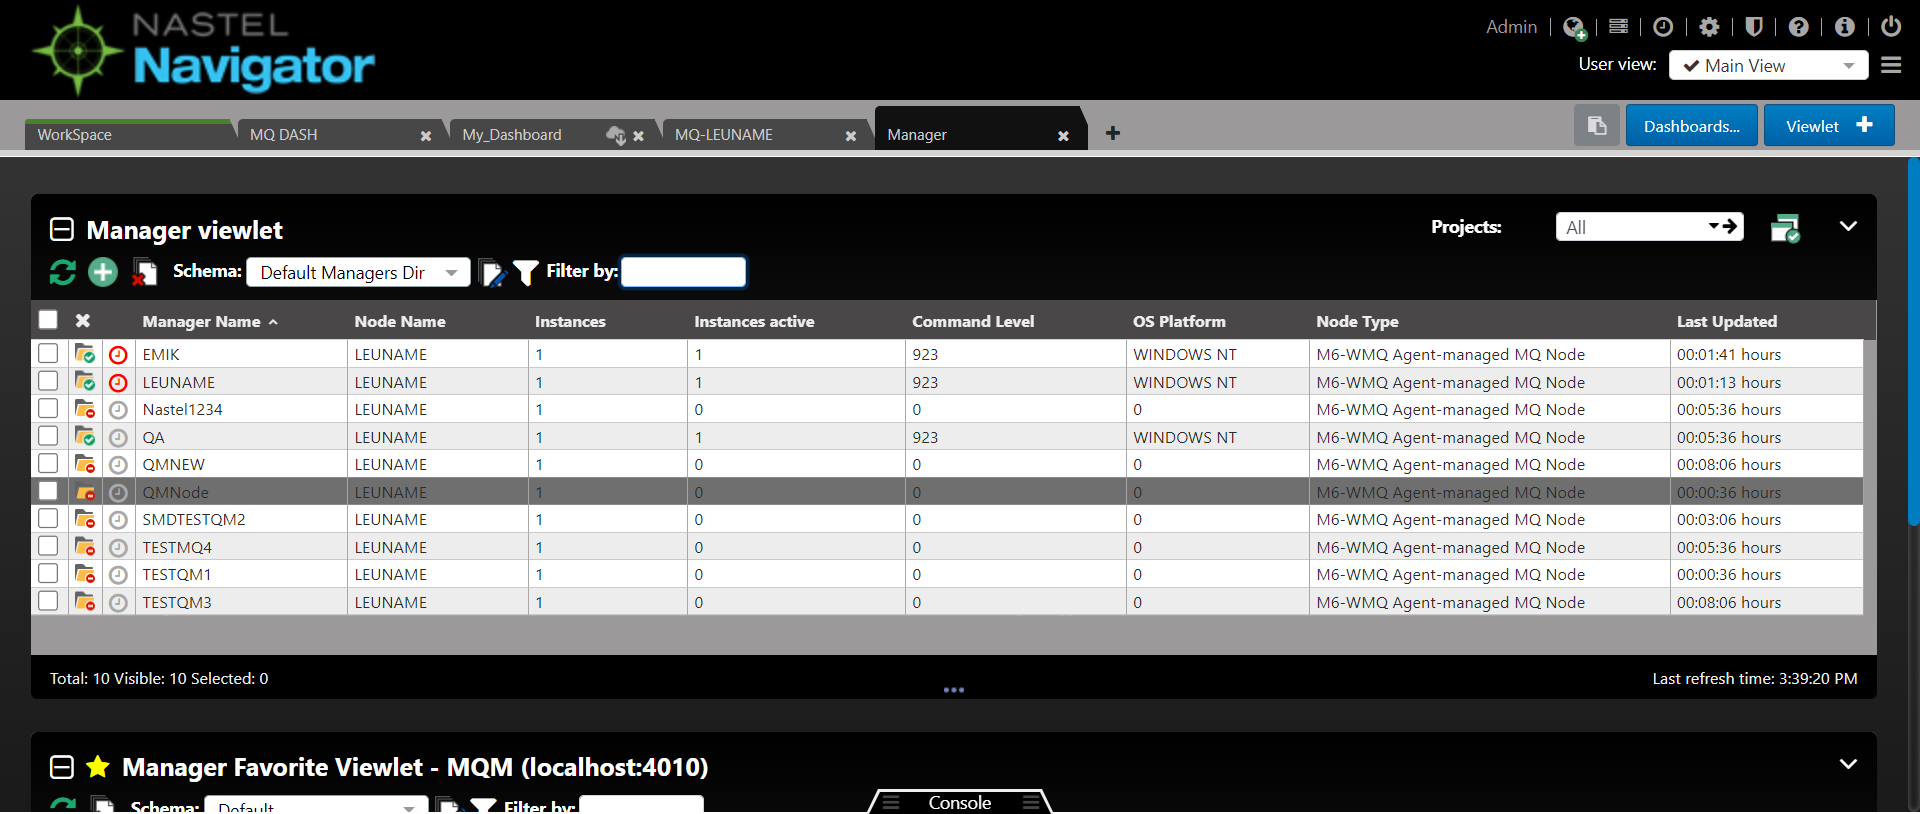 NASTEL
Navigator
Admin
User view: Main View
WorkSpace MQ DASH My_Dashboard MQ-LEUNAME Manager
Dashboards... Viewlet
Manager viewlet
Projects: All
Schema: Default Managers Dir Filter by:
Manager Name Node Name Instances Instances active Command Level OS Platform Node Type Last Updated
EMIK LEUNAME 1 1 923 WINDOWS NT M6-WMQ Agent-managed MQ Node 00:01:41 hours
LEUNAME LEUNAME 1 1 923 WINDOWS NT M6-WMQ Agent-managed MQ Node 00:01:13 hours
Nastel1234 LEUNAME 1 0 0 0 M6-WMQ Agent-managed MQ Node 00:05:36 hours
QA LEUNAME 1 1 923 WINDOWS NT M6-WMQ Agent-managed MQ Node 00:05:36 hours
QMNEW LEUNAME 1 0 0 0 M6-WMQ Agent-managed MQ Node 00:08:06 hours
QMNode LEUNAME 1 0 0 0 M6-WMQ Agent-managed MQ Node 00:00:36 hours
SMDTESTQM2 LEUNAME 1 0 0 0 M6-WMQ Agent-managed MQ Node 00:03:06 hours
TESTMQ4 LEUNAME 1 0 0 0 M6-WMQ Agent-managed MQ Node 00:05:36 hours
TESTQM1 LEUNAME 1 0 0 0 M6-WMQ Agent-managed MQ Node 00:00:36 hours
TESTQM3 LEUNAME 1 0 0 0 M6-WMQ Agent-managed MQ Node 00:08:06 hours
Total: 10 Visible: 10 Selected: 0
Last refresh time: 3:39:20 PM
Manager Favorite Viewlet - MQM (localhost:4010)
Schema: Default Filter by:
Console